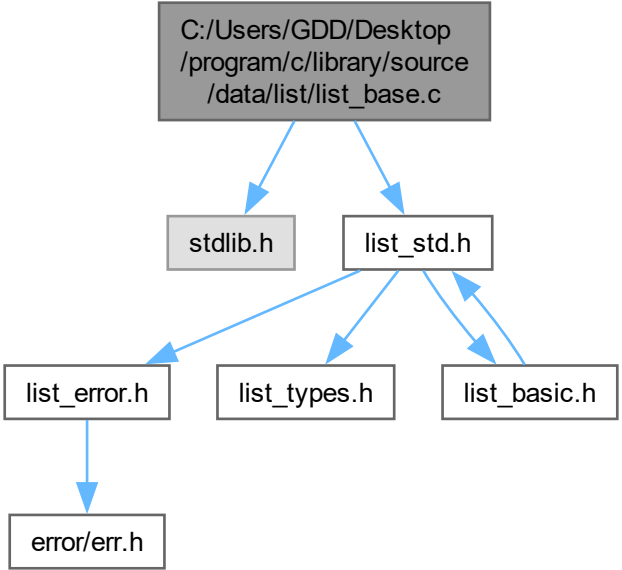 C:/Users/GDD/Desktop
/program/c/library/source
/data/list/list_base.c
stdlib.h
list_std.h
list_error.h
list_types.h
list_basic.h
error/err.h